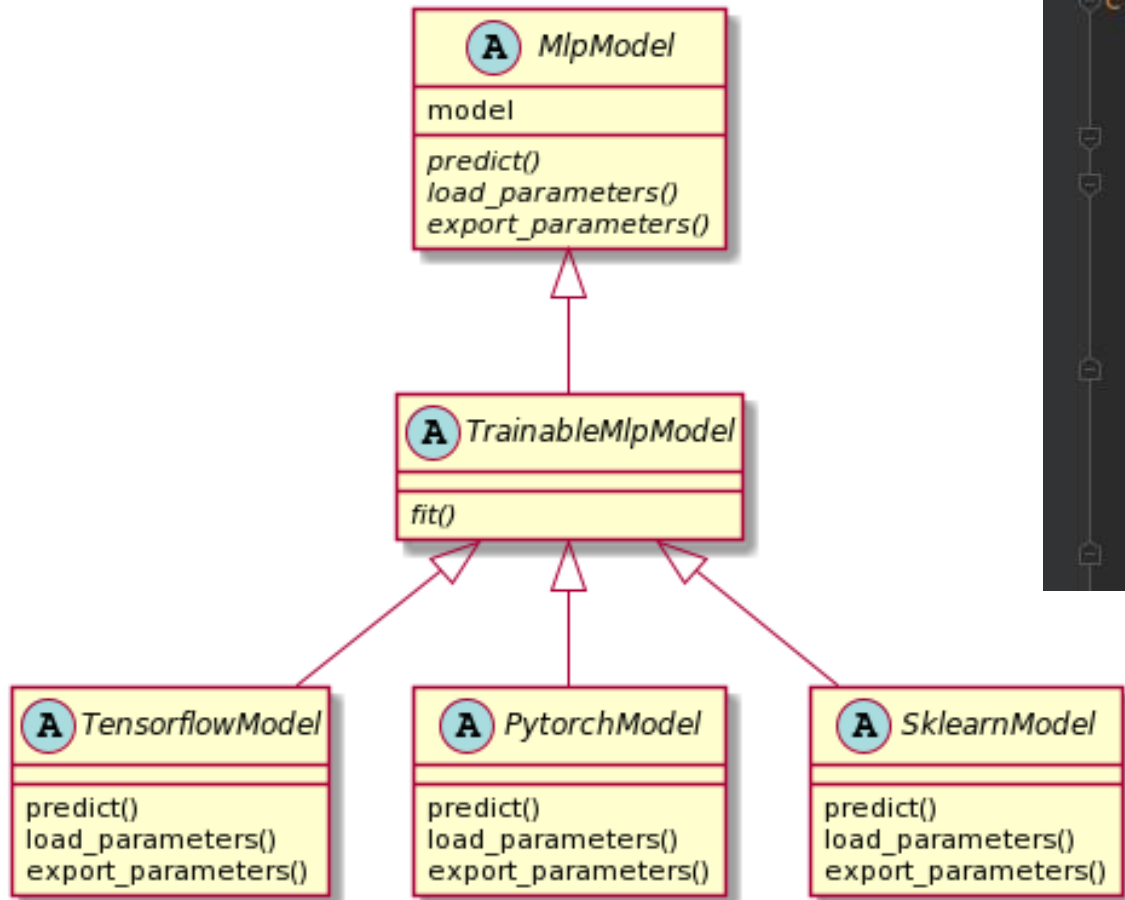 A MlpModel
model
predict()
load_parameters()
export_parameters()
A TrainableMlpModel
fit()
A TensorflowModel
predict()
load_parameters()
export_parameters()
A PytorchModel
predict()
load_parameters()
export_parameters()
A SklearnModel
predict()
load_parameters()
export_parameters()